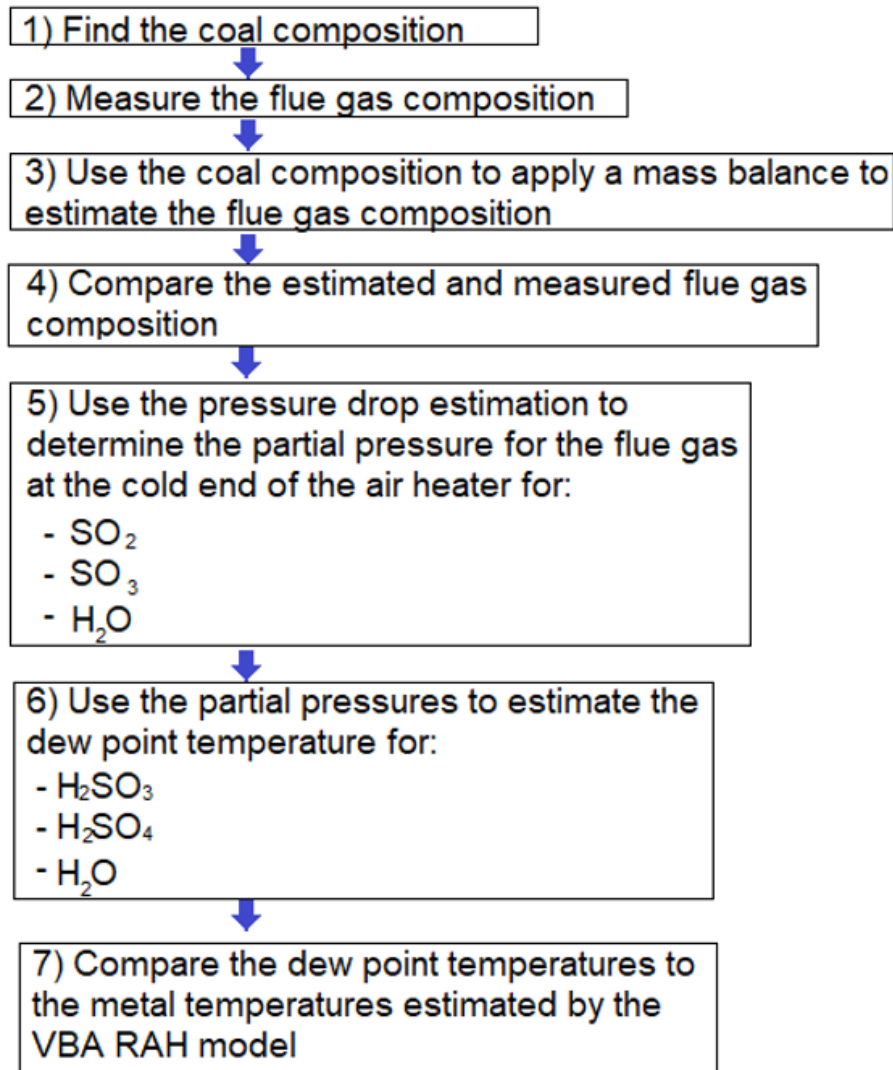 1) Find the coal composition
2) Measure the flue gas composition
3) Use the coal composition to apply a mass balance to
estimate the flue gas composition
4) Compare the estimated and measured flue gas
composition
5) Use the pressure drop estimation to
determine the partial pressure for the flue gas
at the cold end of the air heater for:
- SO₂
- SO₃
- H₂O
6) Use the partial pressures to estimate the
dew point temperature for:
- H₂SO₃
- H₂SO₄
- H₂O
7) Compare the dew point temperatures to
the metal temperatures estimated by the
VBA RAH model